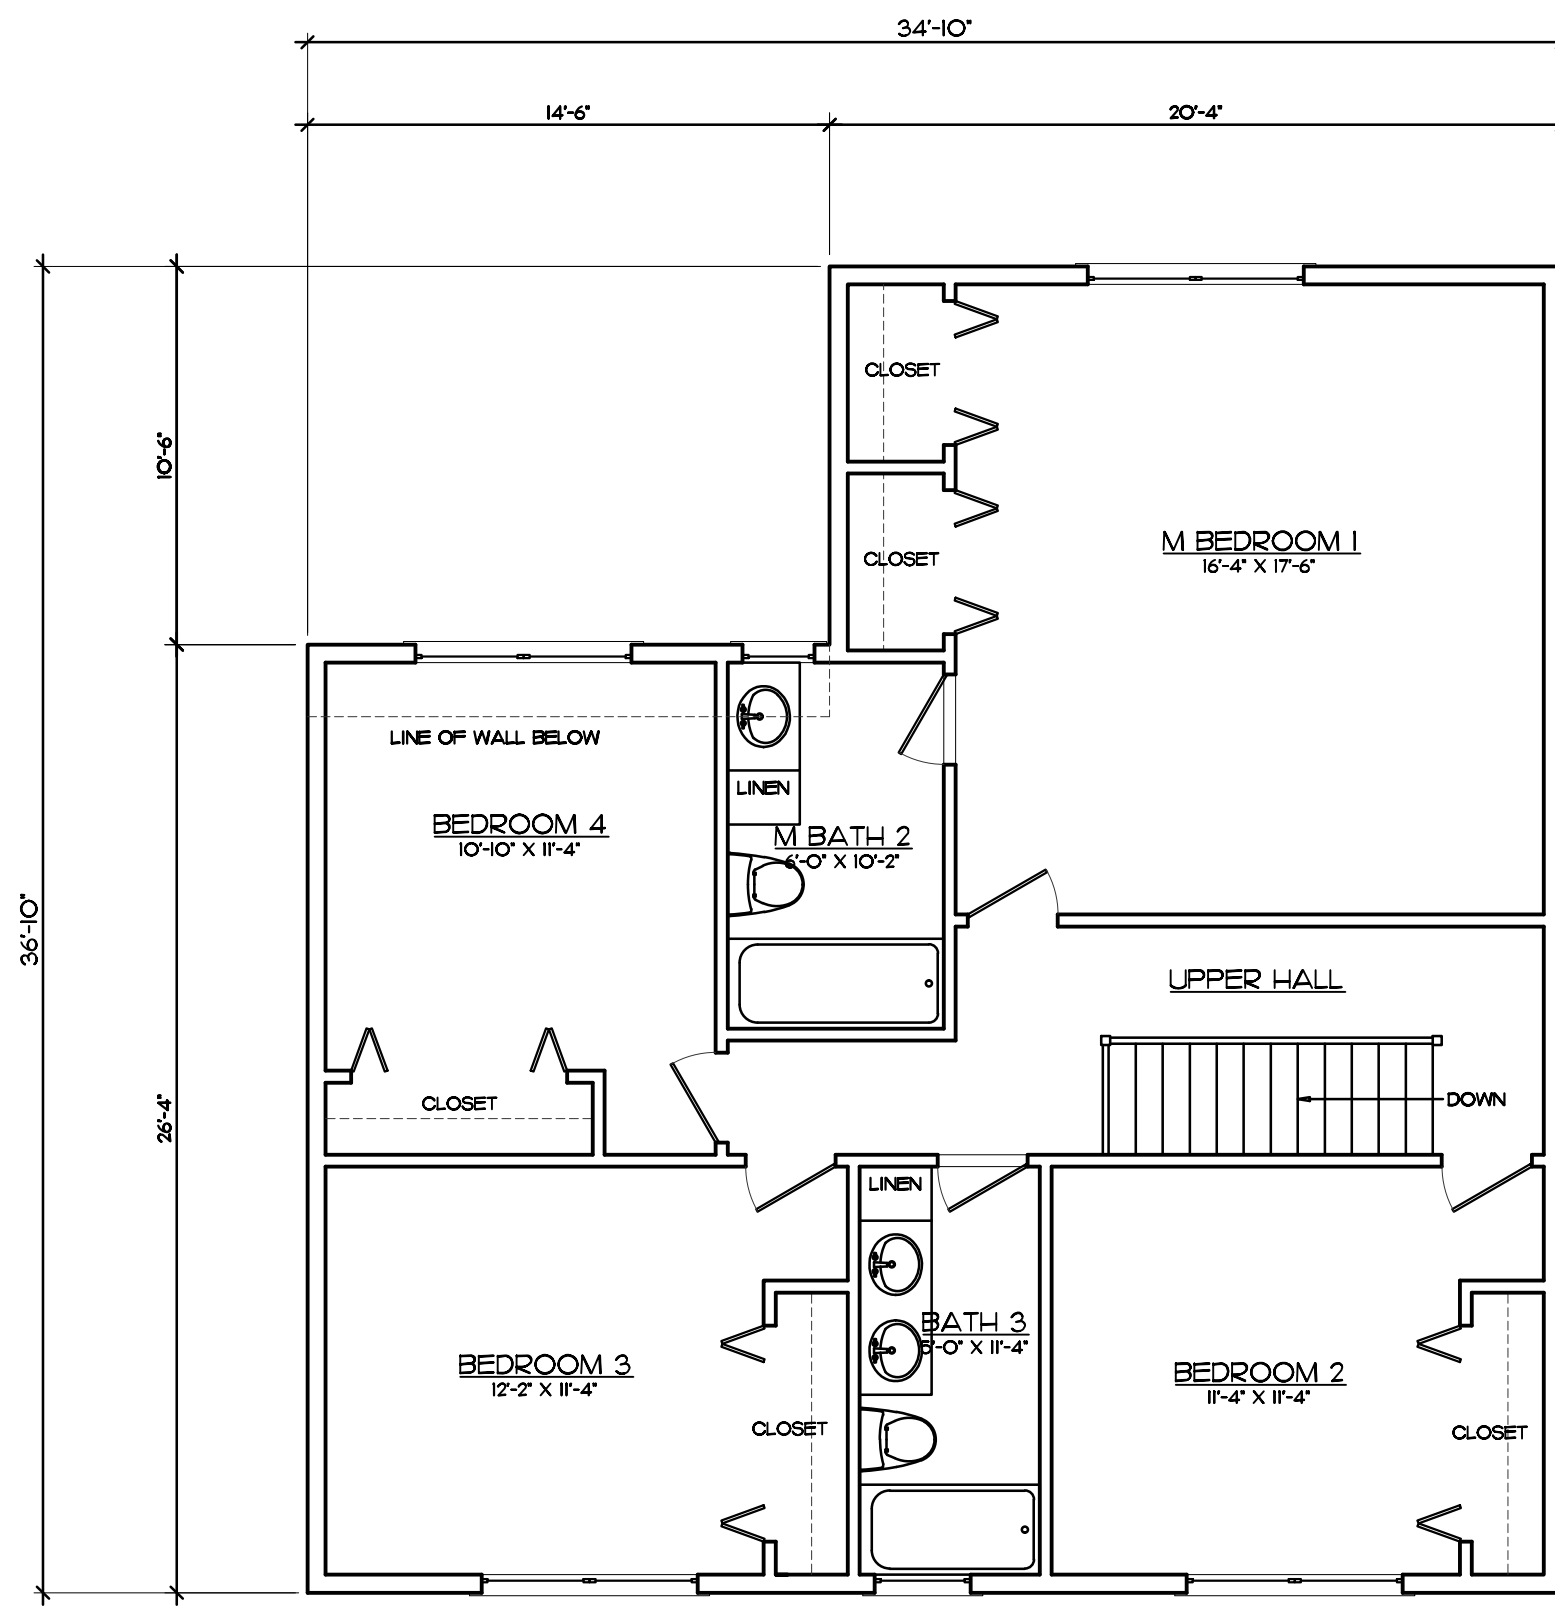 34'-10"
14'-6"
20'-4"
CLOSET
10'-6"
CLOSET
M BEDROOM 1
16'-4" X 17'-6"
LINE OF WALL BELOW
LINEN
BEDROOM 4
10'-10" X 11'-4"
M BATH 2
6'-0" X 10'-2"
36'-10"
UPPER HALL
CLOSET
26'-4"
DOWN
LINEN
BATH 3
5'-0" X 11'-4"
BEDROOM 3
12'-2" X 11'-4"
BEDROOM 2
11'-4" X 11'-4"
CLOSET
CLOSET